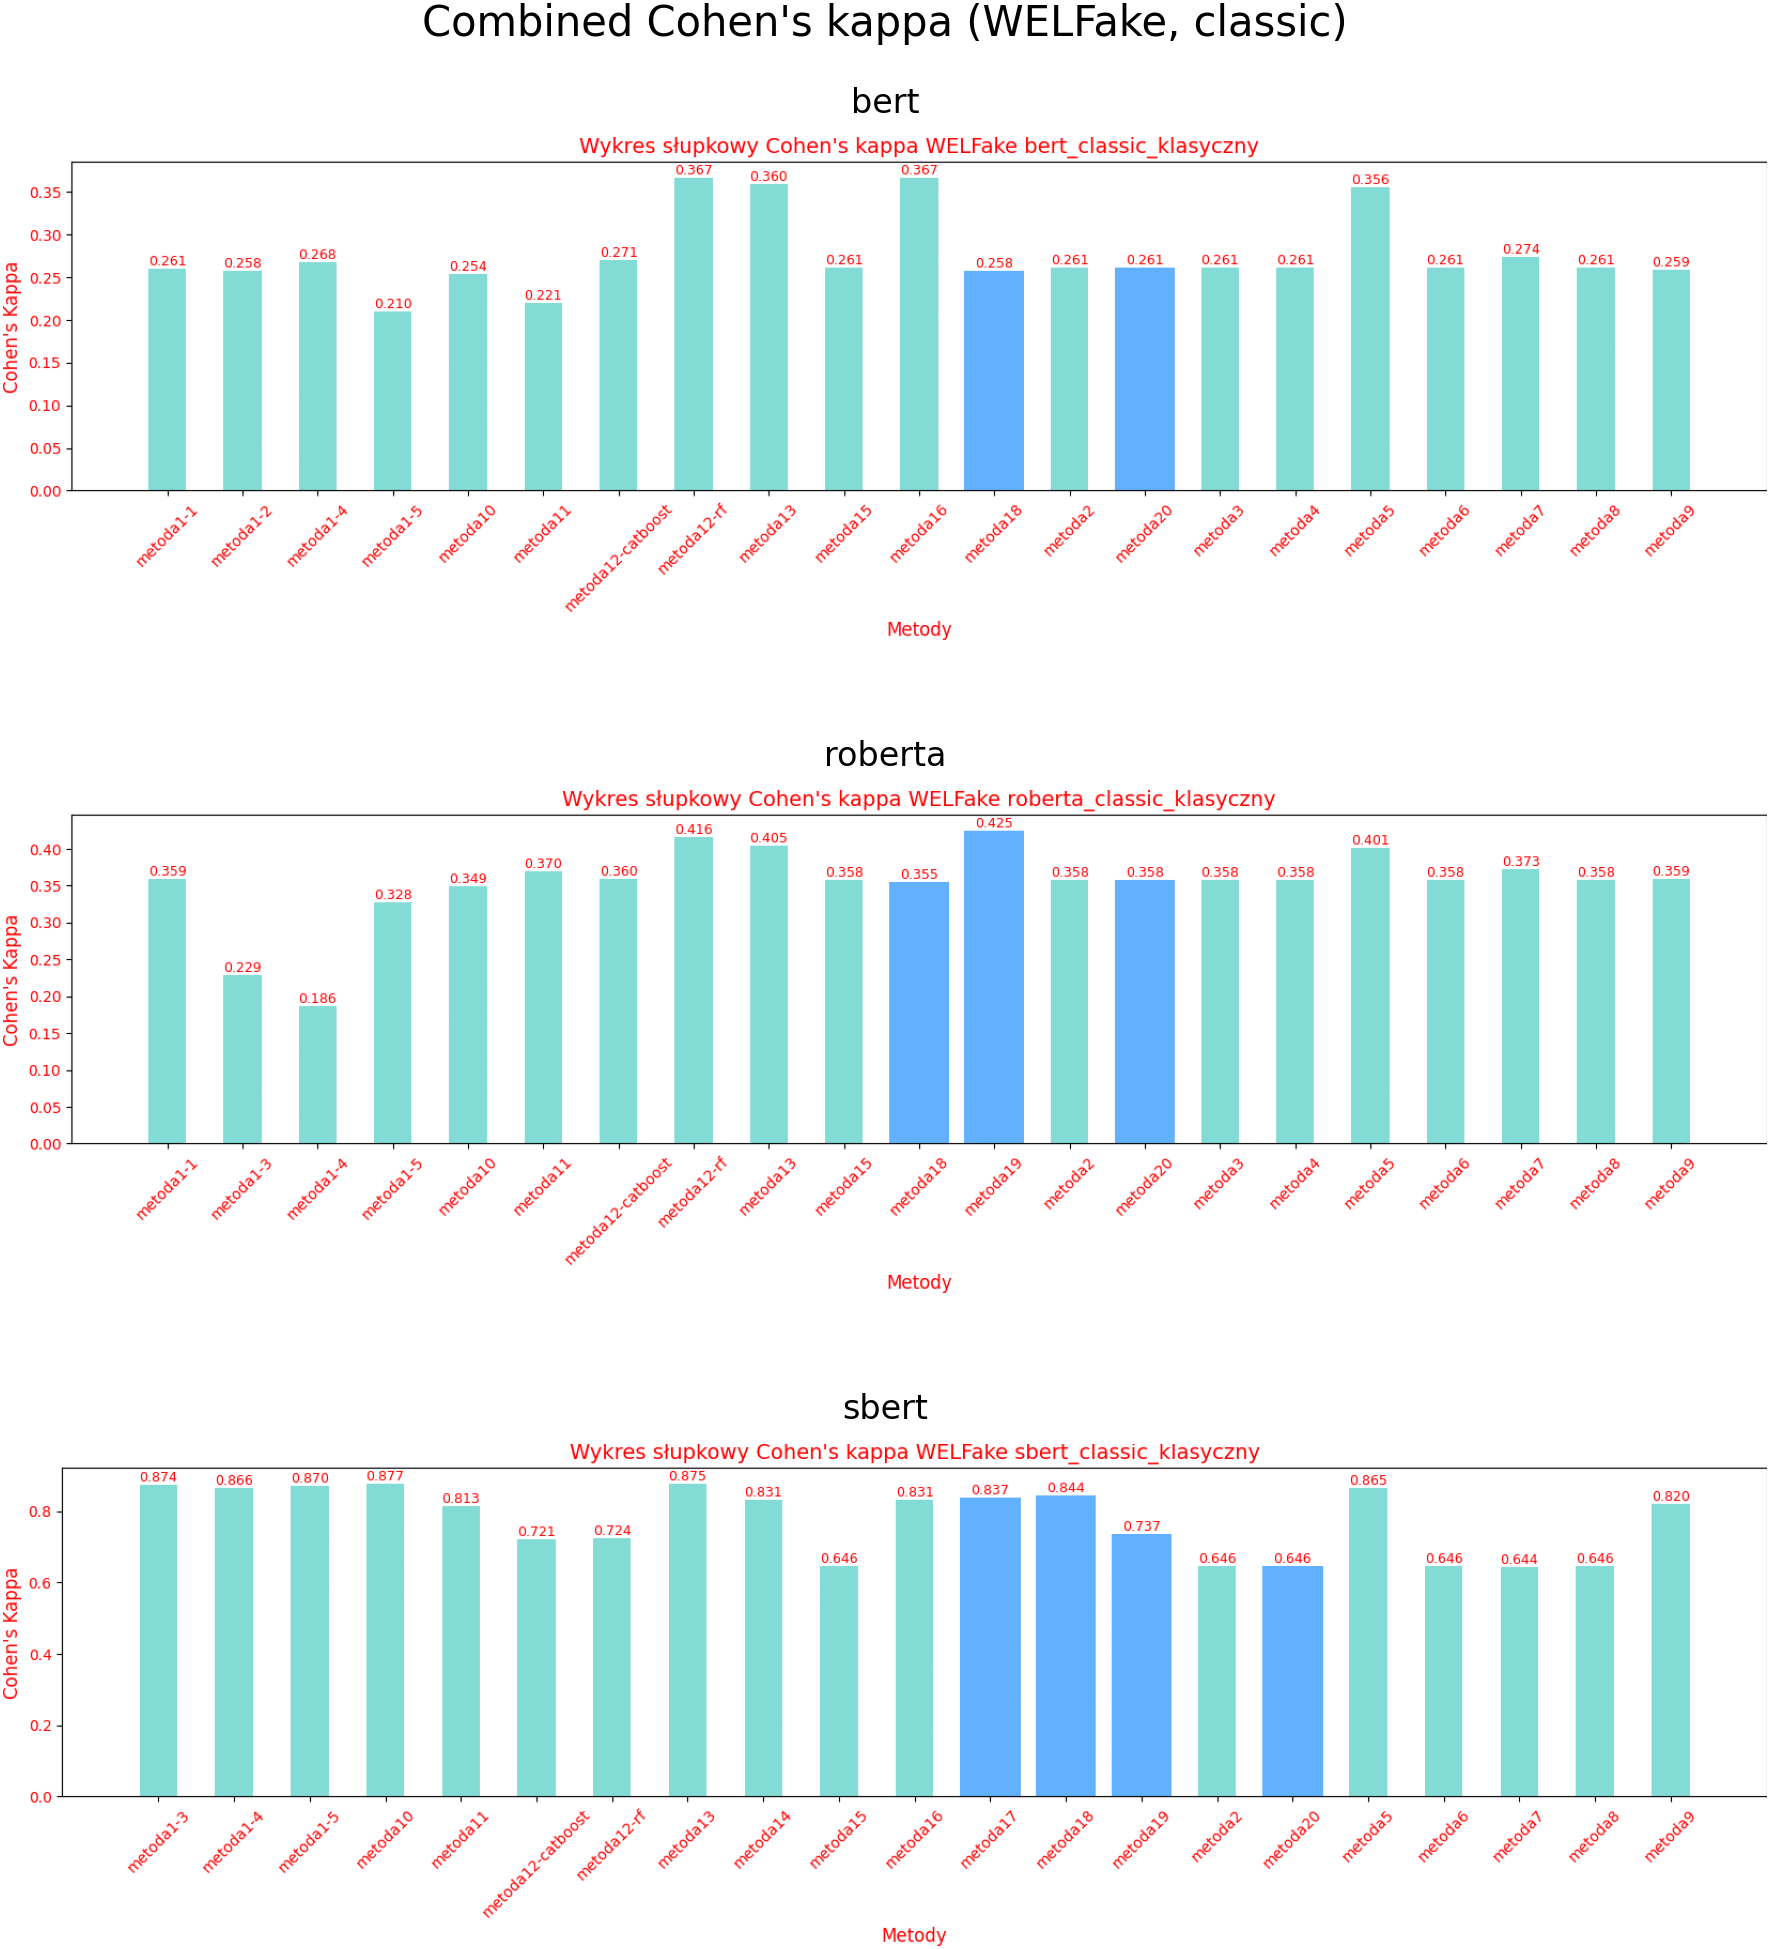 Combined Cohen's kappa (WELFake, classic)
bert
Wykres słupkowy Cohen's kappa WELFake bert_classic_klasyczny
0.261 0.258 0.268 0.210 0.254 0.221 0.271 0.367 0.360 0.261 0.367 0.258 0.261 0.261 0.261 0.261 0.356 0.261 0.274 0.261 0.259
0.35
0.30
0.25
0.20
0.15
0.10
0.05
0.00
Cohen's Kappa
metoda1-1 metoda1-2 metoda1-4 metoda1-5 metoda10 metoda11 metoda12-catboost metoda12-rf metoda13 metoda15 metoda16 metoda18 metoda2 metoda20 metoda3 metoda4 metoda5 metoda6 metoda7 metoda8 metoda9
Metody
roberta
Wykres słupkowy Cohen's kappa WELFake roberta_classic_klasyczny
0.359 0.229 0.186 0.328 0.349 0.370 0.360 0.416 0.405 0.358 0.355 0.425 0.358 0.358 0.358 0.358 0.401 0.358 0.373 0.358 0.359
0.40
0.35
0.30
0.25
0.20
0.15
0.10
0.05
0.00
Cohen's Kappa
metoda1-1 metoda1-3 metoda1-4 metoda1-5 metoda10 metoda11 metoda12-catboost metoda12-rf metoda13 metoda15 metoda18 metoda19 metoda2 metoda20 metoda3 metoda4 metoda5 metoda6 metoda7 metoda8 metoda9
Metody
sbert
Wykres słupkowy Cohen's kappa WELFake sbert_classic_klasyczny
0.874 0.866 0.870 0.877 0.813 0.721 0.724 0.875 0.831 0.646 0.831 0.837 0.844 0.737 0.646 0.646 0.865 0.646 0.644 0.646 0.820
0.8
0.6
0.4
0.2
0.0
Cohen's Kappa
metoda1-3 metoda1-4 metoda1-5 metoda10 metoda11 metoda12-catboost metoda12-rf metoda13 metoda14 metoda15 metoda16 metoda17 metoda18 metoda19 metoda2 metoda20 metoda5 metoda6 metoda7 metoda8 metoda9
Metody